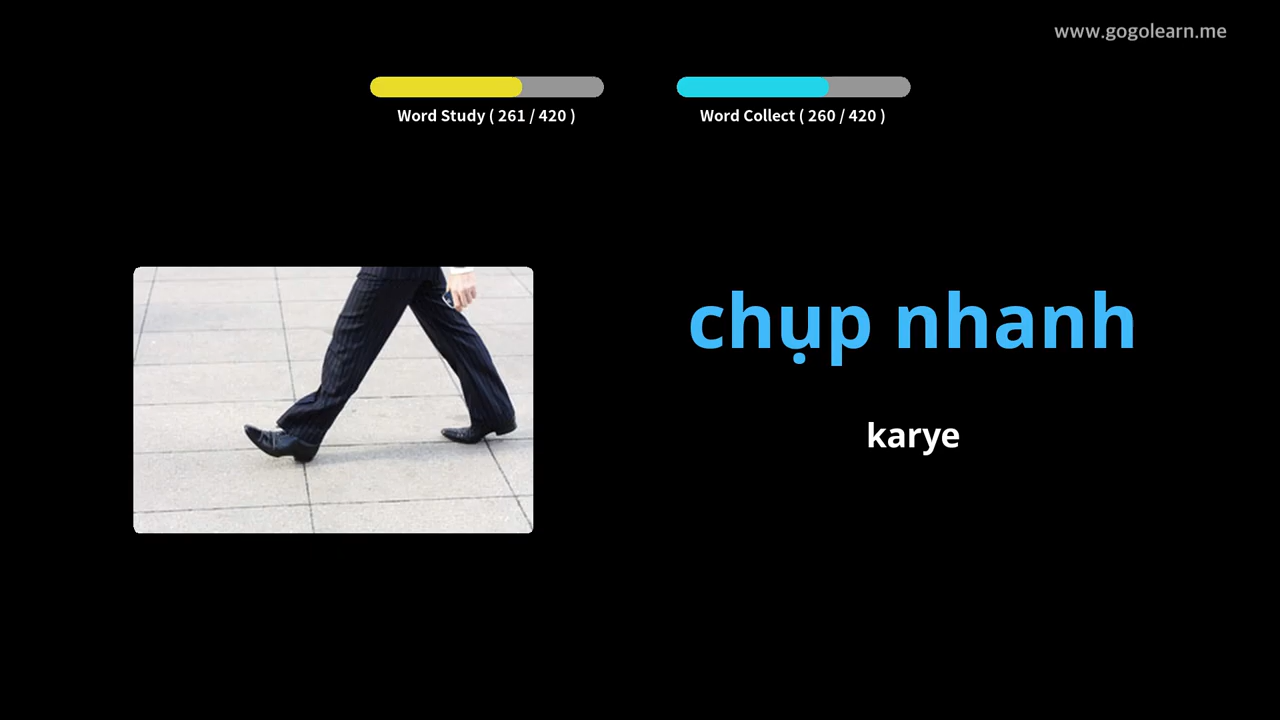 www.gogolearn.me
Word Study ( 261 / 420 )
Word Collect ( 260 / 420 )
chụp nhanh
karye